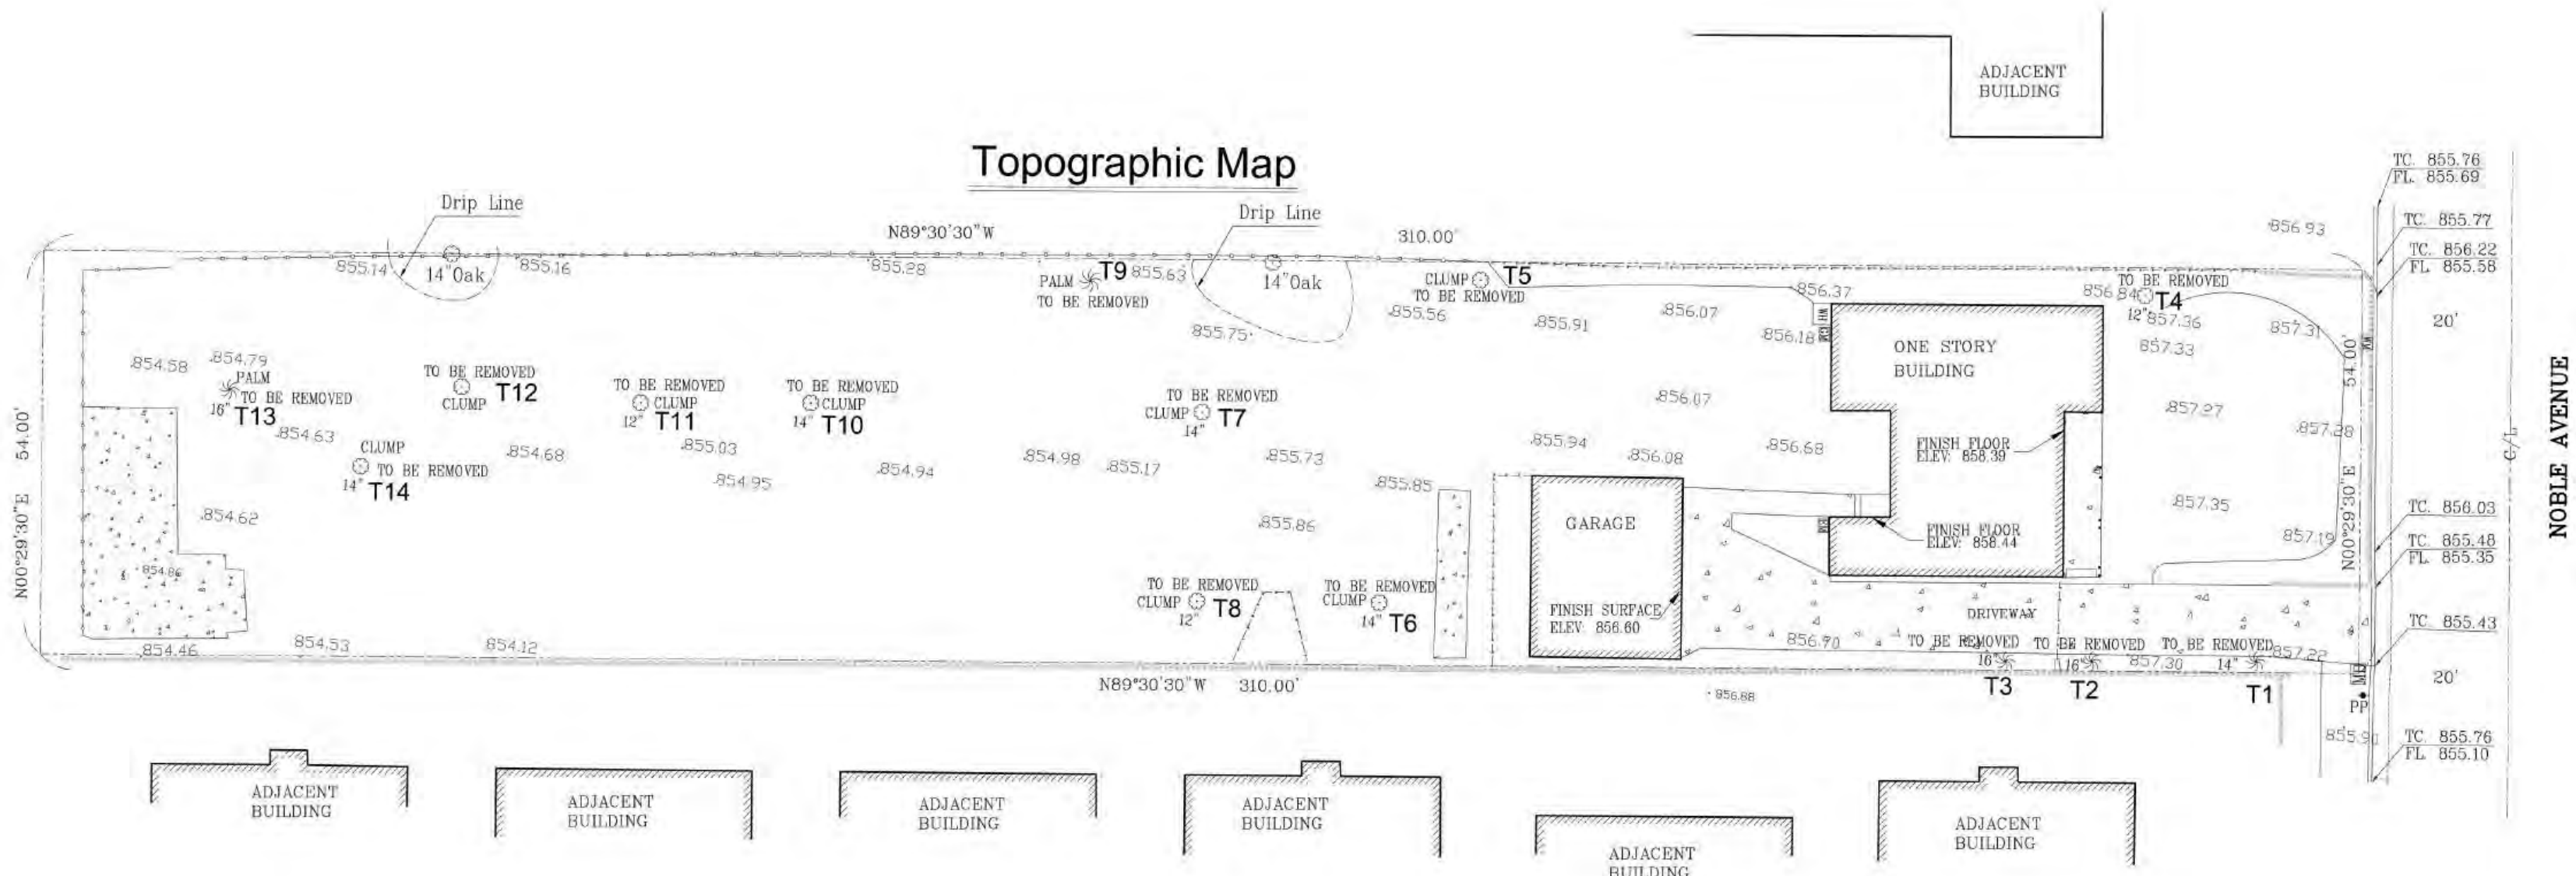 ADJACENT
BUILDING
Topographic Map
TC. 855.76
FL. 855.69
TC. 855.77
TC. 856.22
FL. 855.58
856.93
Drip Line
Drip Line
N89°30'30"W
310.00'
855.14
14"Oak
855.16
855.28
PALM
T9
855.63
TO BE REMOVED
14"Oak
CLUMP
T5
TO BE REMOVED
855.56
855.75
855.91
856.07
856.37
856.18
WH
TO BE REMOVED
856.84
T4
12"
857.36
857.31
857.33
20'
54.00'
ONE STORY
BUILDING
854.58
854.79
PALM
TO BE REMOVED
16"
T13
TO BE REMOVED
CLUMP
T12
TO BE REMOVED
CLUMP
12"
T11
TO BE REMOVED
CLUMP
14"
T10
TO BE REMOVED
CLUMP
14"
T7
856.07
857.27
857.28
54.00'
N00°29'30"E
854.63
CLUMP
TO BE REMOVED
14"
T14
854.68
855.03
854.95
854.94
854.98
855.17
855.73
855.85
855.94
856.08
856.68
FINISH FLOOR
ELEV: 858.39
857.35
857.19
N00°29'30"E
C/L
NOBLE AVENUE
854.62
855.86
GARAGE
FINISH FLOOR
ELEV: 858.44
TC. 856.03
TC. 855.48
FL. 855.35
854.86
TO BE REMOVED
CLUMP
12"
T8
TO BE REMOVED
CLUMP
14"
T6
FINISH SURFACE
ELEV: 856.60
DRIVEWAY
TC. 855.43
854.46
854.53
854.12
856.70
TO BE REMOVED
16"
T3
TO BE REMOVED
16"
T2
857.30
TO BE REMOVED
14"
T1
857.22
N89°30'30"W
310.00'
856.88
20'
PP
855.90
TC. 855.76
FL. 855.10
ADJACENT
BUILDING
ADJACENT
BUILDING
ADJACENT
BUILDING
ADJACENT
BUILDING
ADJACENT
BUILDING
ADJACENT
BUILDING